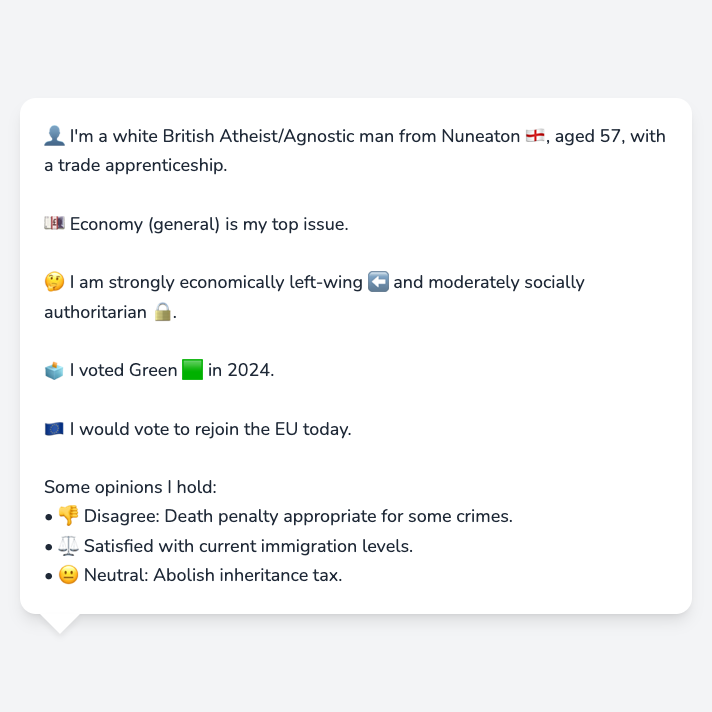 👤 I'm a white British Atheist/Agnostic man from Nuneaton 🏴󠁧󠁢󠁥󠁮󠁧󠁿, aged 57, with
a trade apprenticeship.
💷 Economy (general) is my top issue.
🤔 I am strongly economically left-wing ⬅️ and moderately socially
authoritarian 🔒.
🗳️ I voted Green 🟩 in 2024.
🇪🇺 I would vote to rejoin the EU today.
Some opinions I hold:
• 👎 Disagree: Death penalty appropriate for some crimes.
• ⚖️ Satisfied with current immigration levels.
• 😐 Neutral: Abolish inheritance tax.